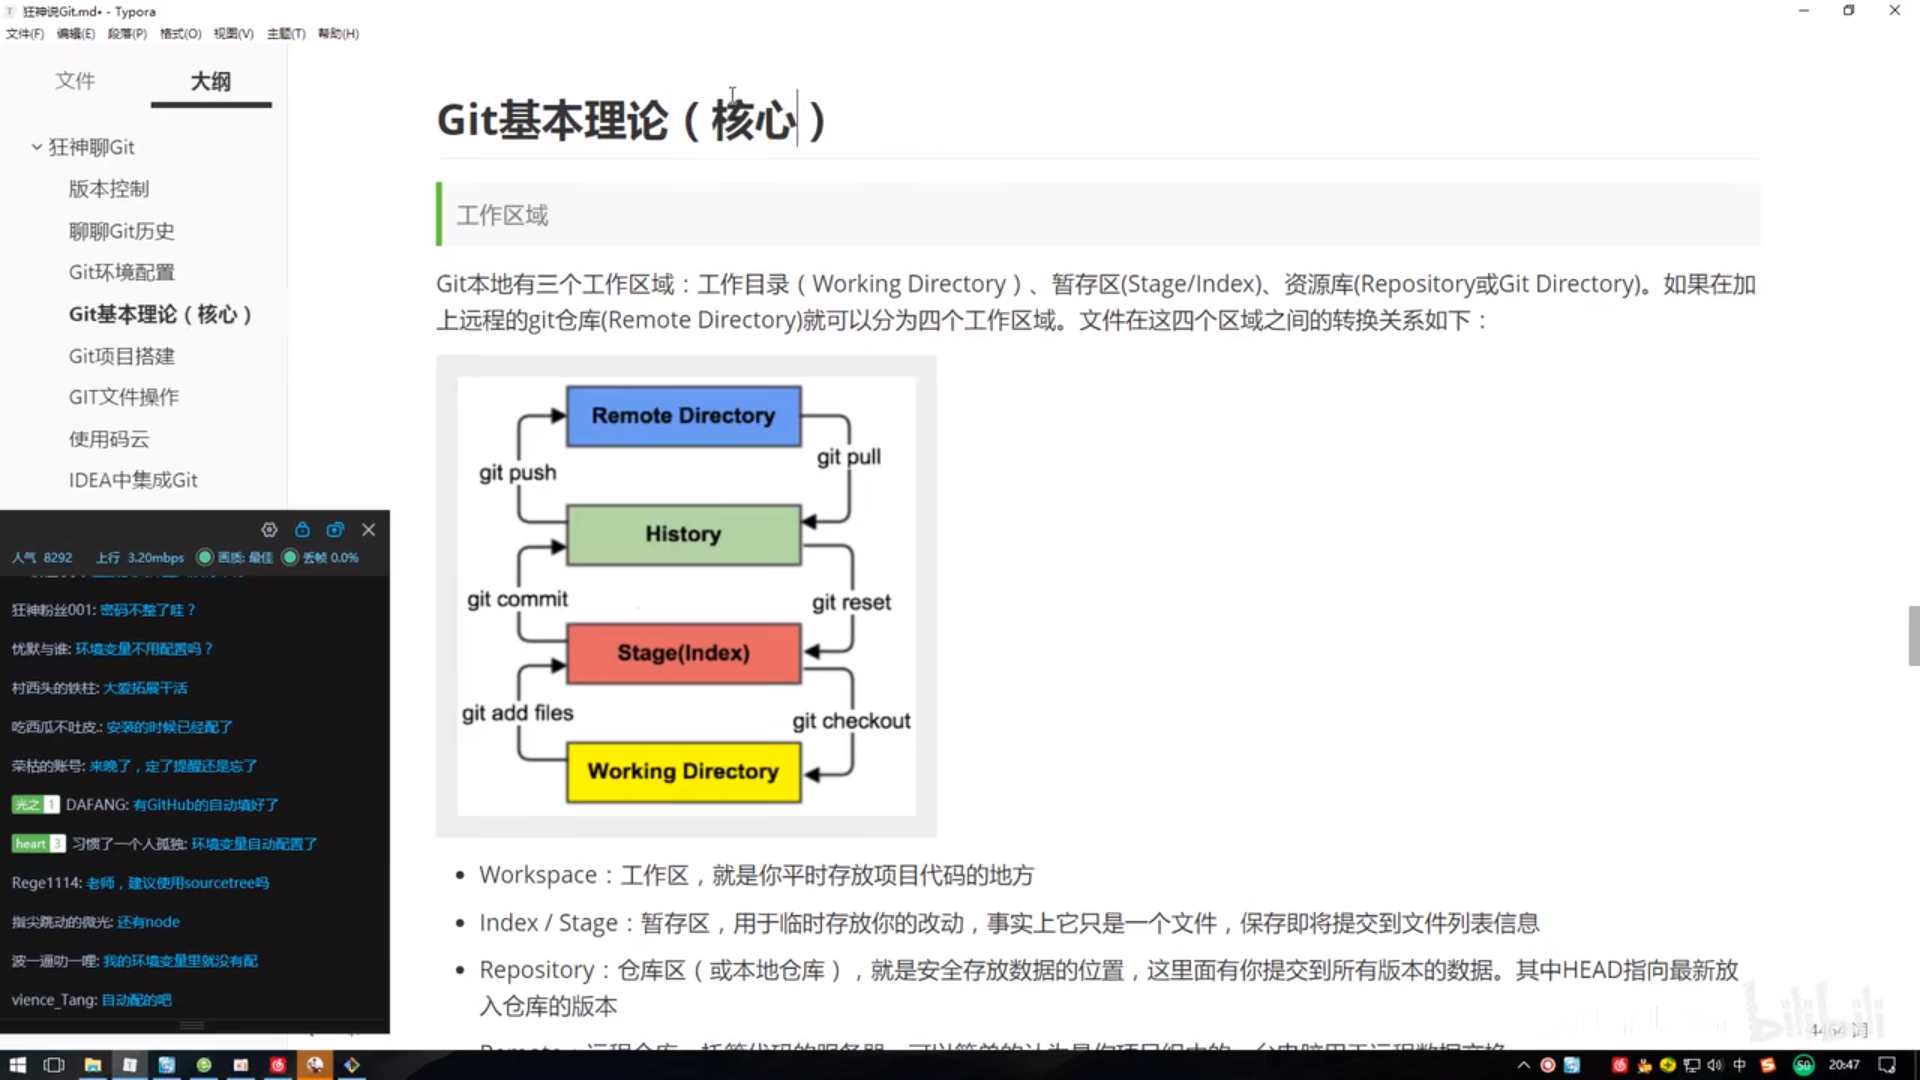 狂神说Git.md• - Typora
文件(F) 编辑(E) 段落(P) 格式(O) 视图(V) 主题(T) 帮助(H)
文件 大纲
狂神聊Git
版本控制
聊聊Git历史
Git环境配置
Git基本理论（核心）
Git项目搭建
GIT文件操作
使用码云
IDEA中集成Git
人气 8292 上行 3.20mbps 画质: 最佳 丢帧 0.0%
狂神粉丝001: 密码不整了哇？
忧默与谁: 环境变量不用配置吗？
村西头的铁柱: 大爱拓展干活
吃西瓜不吐皮.: 安装的时候已经配了
荣枯的账号: 来晚了，定了提醒还是忘了
光之 1 DAFANG: 有GitHub的自动填好了
heart 3 习惯了一个人孤独: 环境变量自动配置了
Rege1114: 老师，建议使用sourcetree吗
指尖跳动的微光: 还有node
波一逼叻一哩: 我的环境变量里就没有配
vience_Tang: 自动配的吧
Git基本理论（核心）
工作区域
Git本地有三个工作区域：工作目录（Working Directory）、暂存区(Stage/Index)、资源库(Repository或Git Directory)。如果在加
上远程的git仓库(Remote Directory)就可以分为四个工作区域。文件在这四个区域之间的转换关系如下：
Remote Directory
git pull
git push
History
git commit
git reset
Stage(Index)
git add files
git checkout
Working Directory
• Workspace：工作区，就是你平时存放项目代码的地方
• Index / Stage：暂存区，用于临时存放你的改动，事实上它只是一个文件，保存即将提交到文件列表信息
• Repository：仓库区（或本地仓库），就是安全存放数据的位置，这里面有你提交到所有版本的数据。其中HEAD指向最新放
入仓库的版本
bilibili
4464 词
中
50
20:47